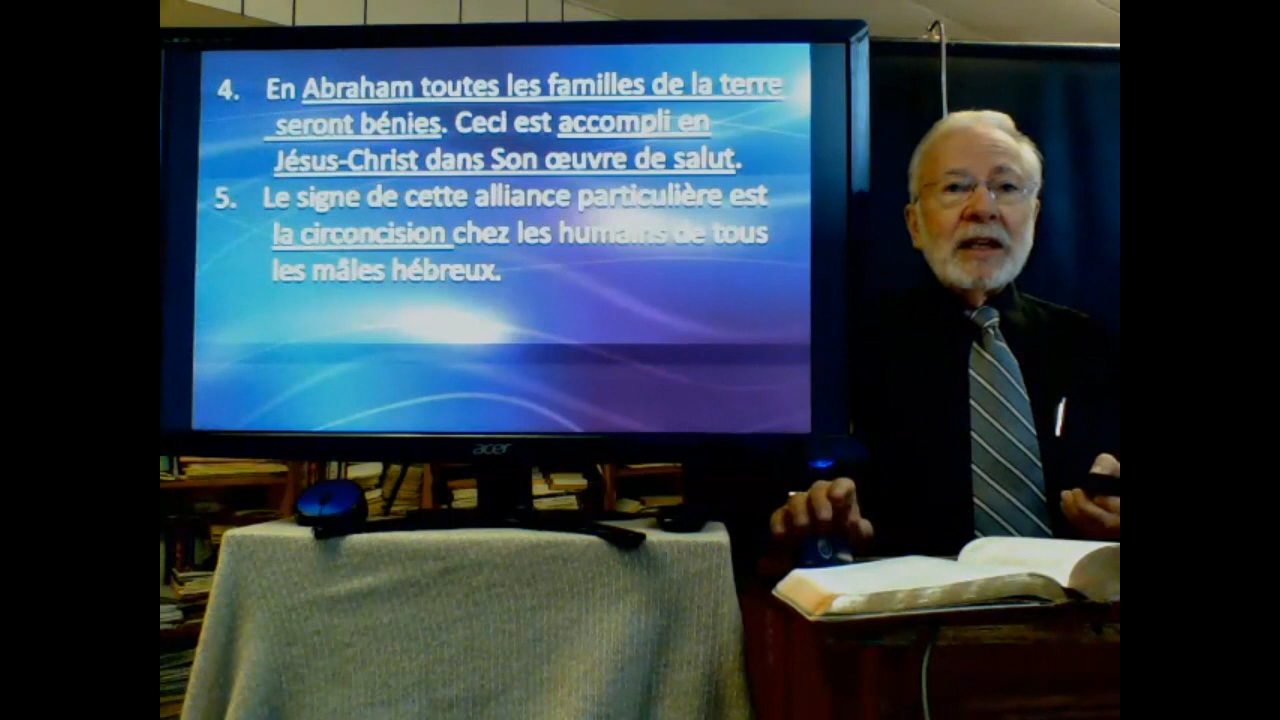 4. En Abraham toutes les familles de la terre
seront bénies. Ceci est accompli en
Jésus-Christ dans Son œuvre de salut.
5. Le signe de cette alliance particulière est
la circoncision chez les humains de tous
les mâles hébreux.
acer